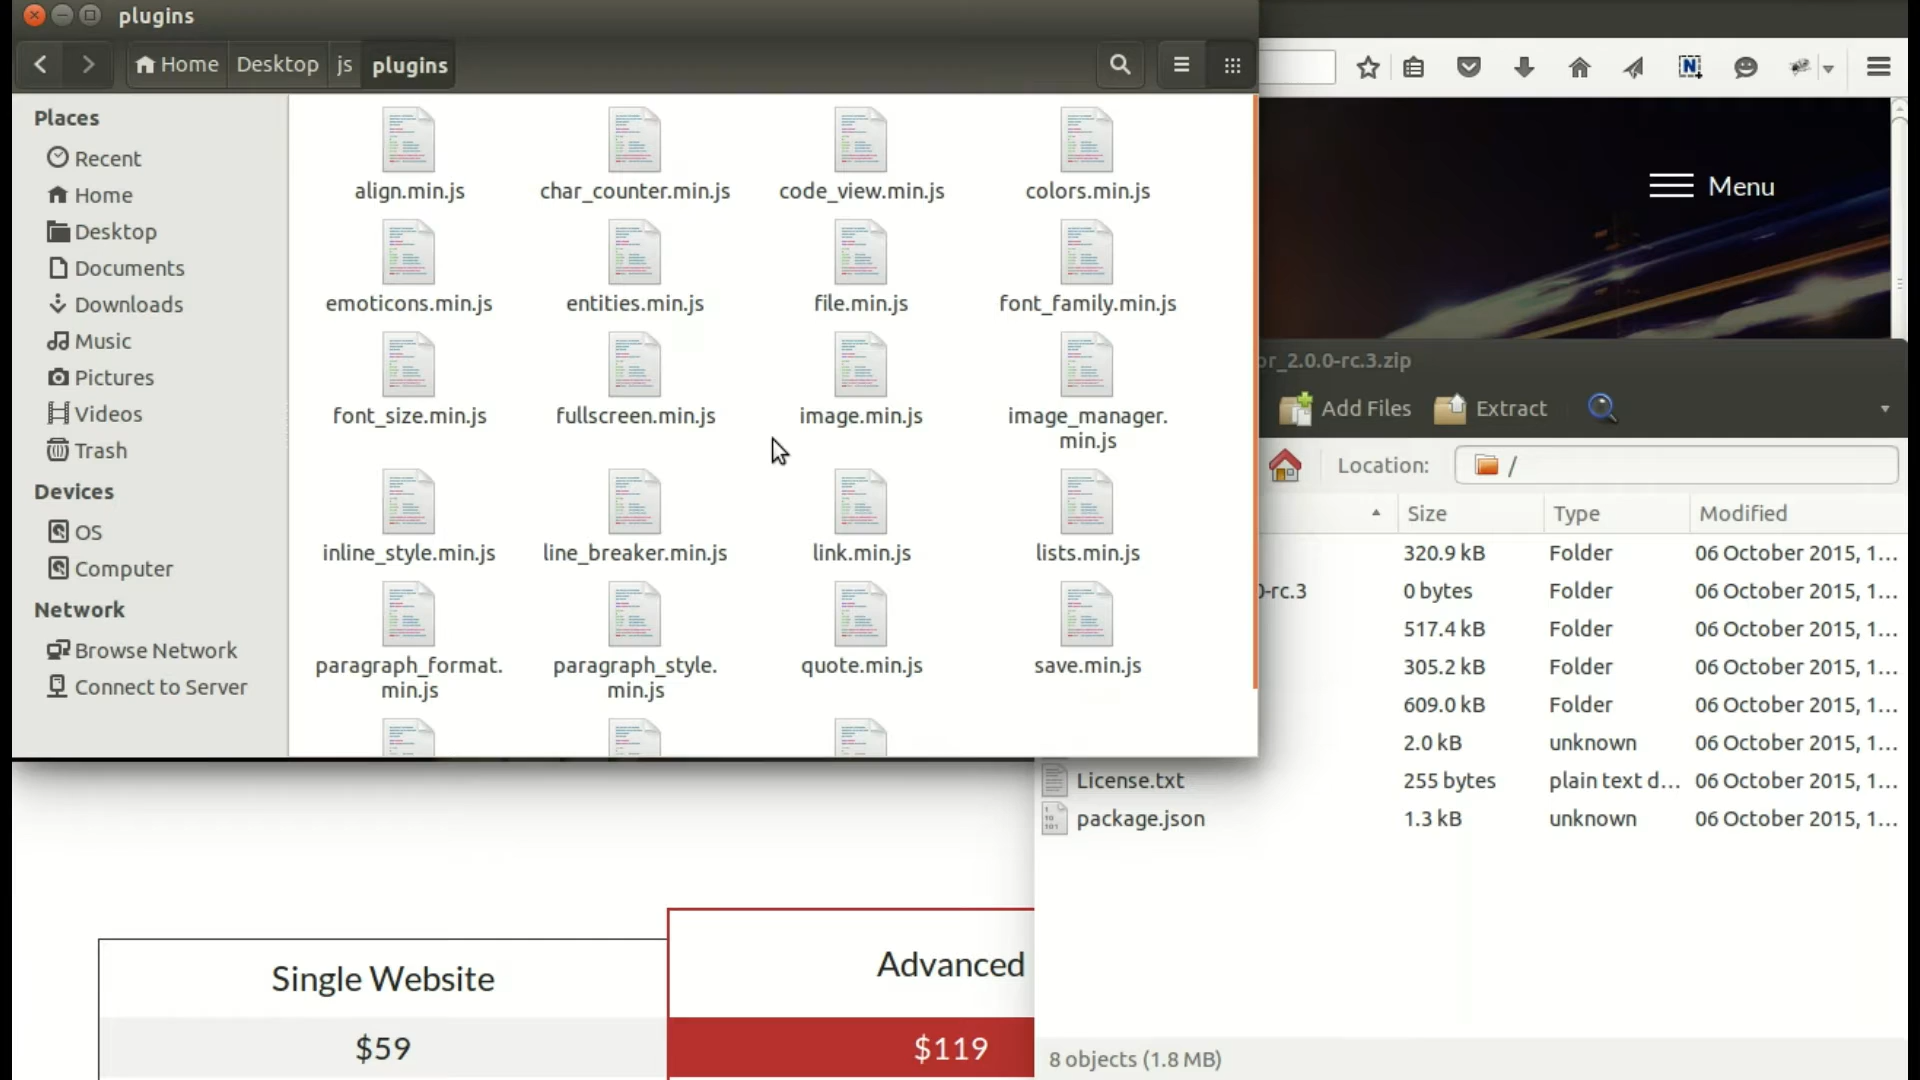 plugins
Home
Desktop
js
plugins
Places
Recent
Home
Desktop
Documents
Downloads
Music
Pictures
Videos
Trash
Devices
OS
Computer
Network
Browse Network
Connect to Server
align.min.js
char_counter.min.js
code_view.min.js
colors.min.js
emoticons.min.js
entities.min.js
file.min.js
font_family.min.js
font_size.min.js
fullscreen.min.js
image.min.js
image_manager.
min.js
inline_style.min.js
line_breaker.min.js
link.min.js
lists.min.js
paragraph_format.
min.js
paragraph_style.
min.js
quote.min.js
save.min.js
Menu
or_2.0.0-rc.3.zip
Add Files
Extract
Location:
/
Size
Type
Modified
320.9 kB Folder 06 October 2015, 1...
0-rc.3 0 bytes Folder 06 October 2015, 1...
517.4 kB Folder 06 October 2015, 1...
305.2 kB Folder 06 October 2015, 1...
609.0 kB Folder 06 October 2015, 1...
2.0 kB unknown 06 October 2015, 1...
License.txt 255 bytes plain text d... 06 October 2015, 1...
package.json 1.3 kB unknown 06 October 2015, 1...
8 objects (1.8 MB)
Single Website
$59
Advanced
$119